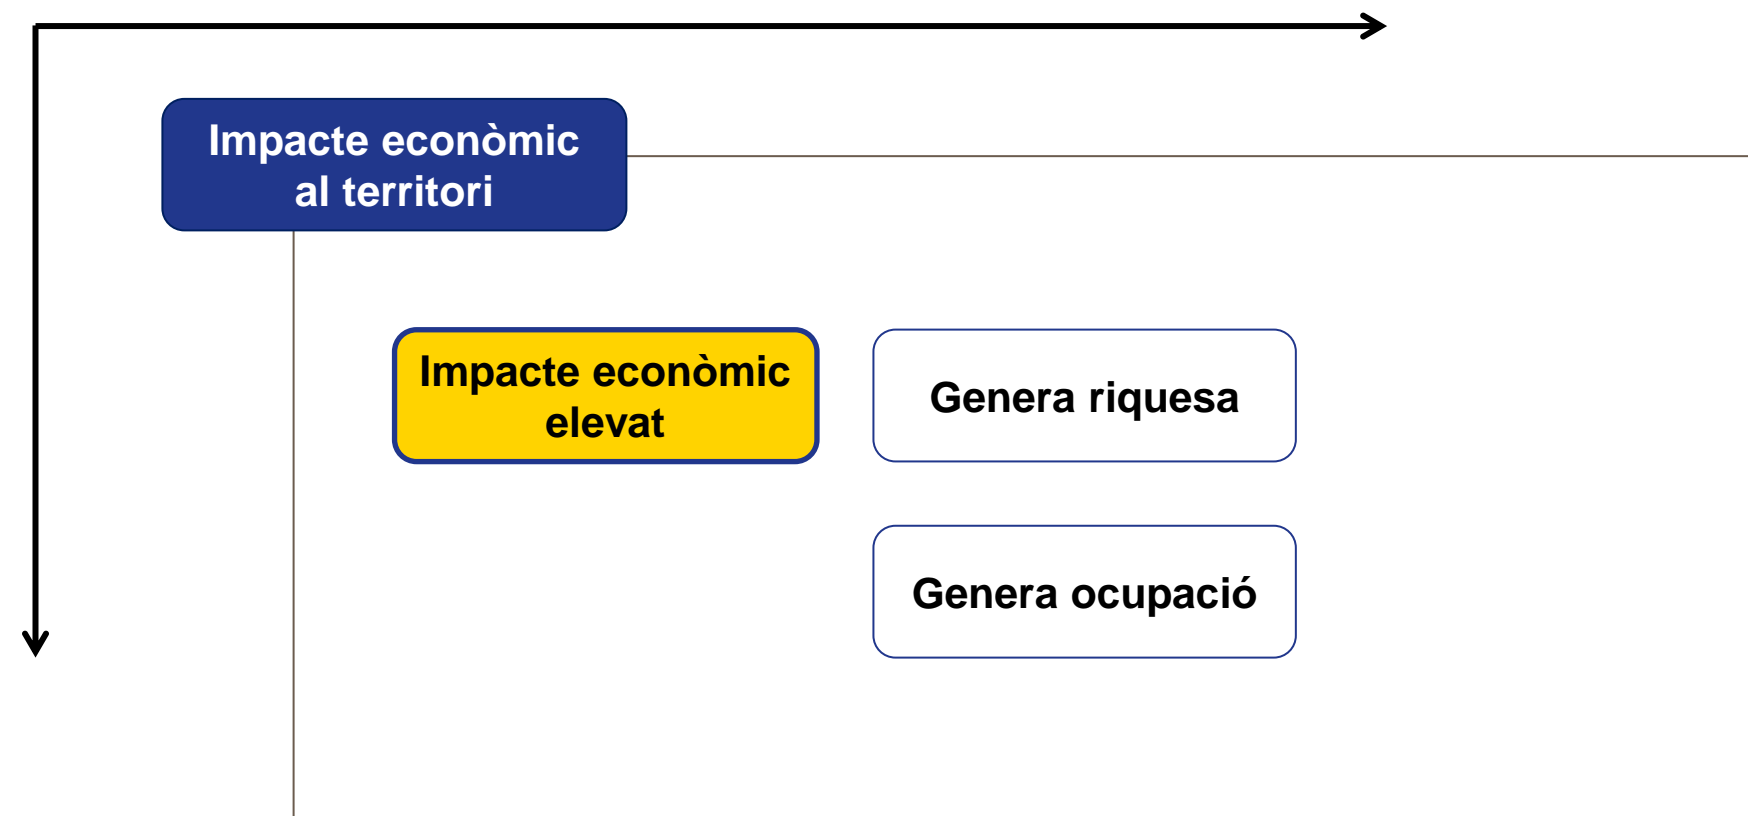 Impacte econòmic
al territori
Impacte econòmic
elevat
Genera riquesa
Genera ocupació